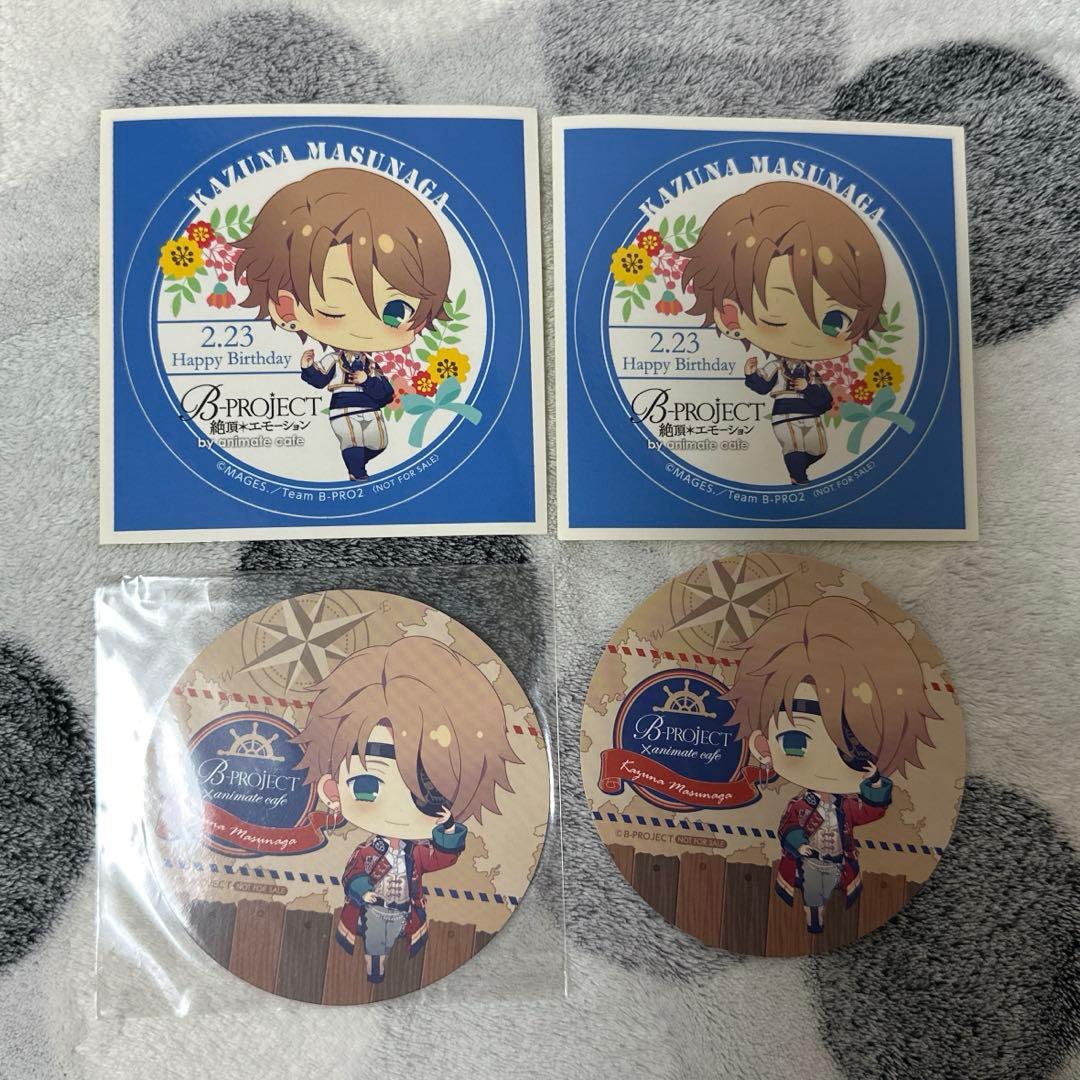 KAZUNA MASUNAGA
2.23
Happy Birthday
B-PROJECT
絶頂*エモーション
by animate cafe
©MAGES./Team B-PRO2 (NOT FOR SALE)
KAZUNA MASUNAGA
2.23
Happy Birthday
B-PROJECT
絶頂*エモーション
by animate cafe
©MAGES./Team B-PRO2 (NOT FOR SALE)
E
W
B-PROJECT
×animate cafe
Masunaga
NOT FOR SALE
E
W
B-PROJECT
×animate cafe
Kazuna Masunaga
©B-PROJECT NOT FOR SALE